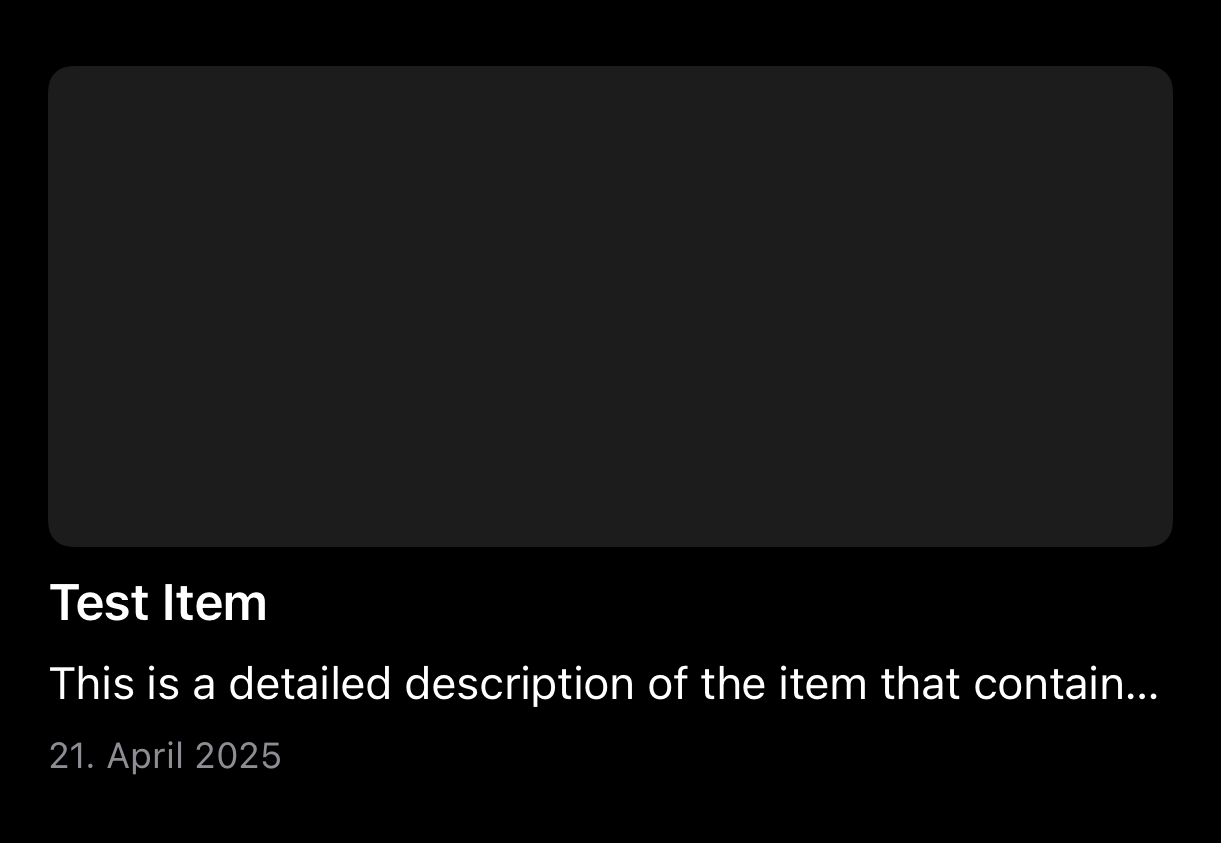 Test Item
This is a detailed description of the item that contain...
21. April 2025